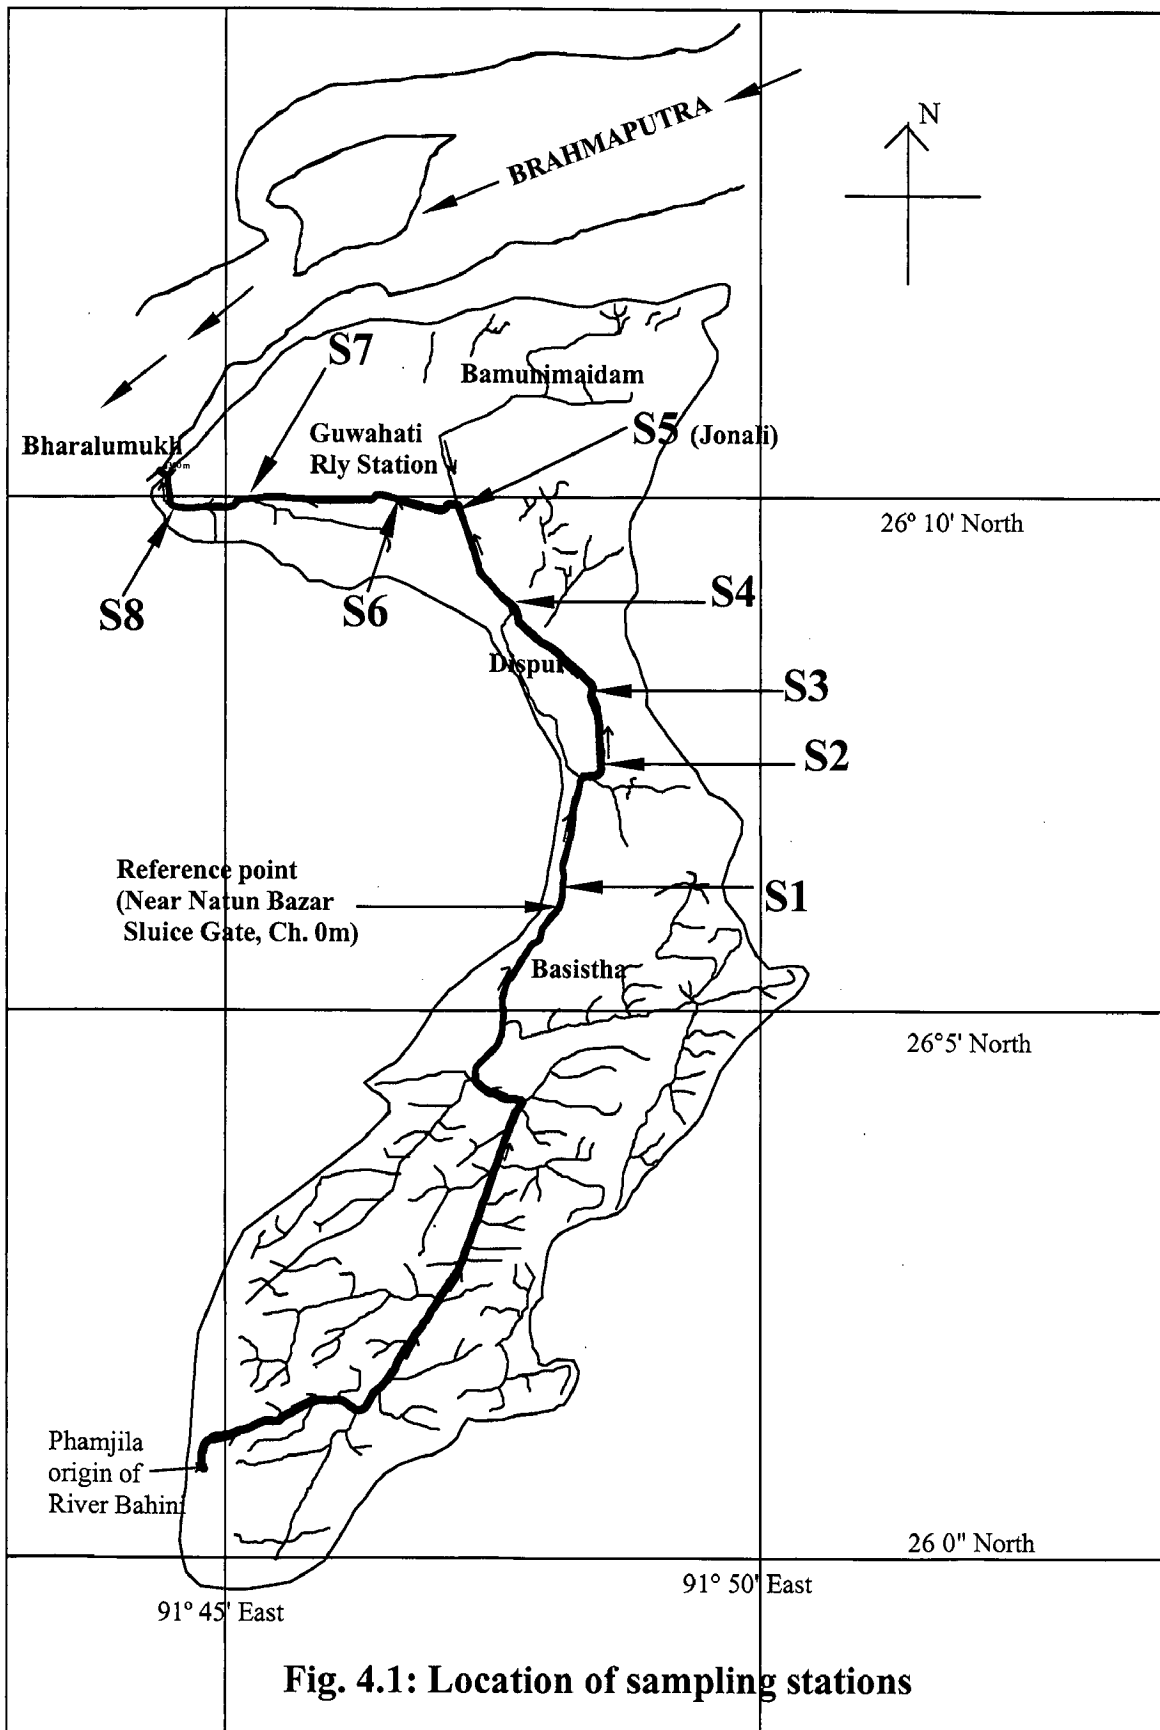 N
BRAHMAPUTRA
S7
Bamunimaidam
Guwahati
Rly Station
S5 (Jonali)
Bharalumukh
26° 10' North
S8
S6
S4
Dispur
S3
S2
Reference point
(Near Natun Bazar
Sluice Gate, Ch. 0m)
S1
Basistha
26°5' North
Phamjila
origin of
River Bahini
26 0" North
91° 50' East
91° 45' East
Fig. 4.1: Location of sampling stations